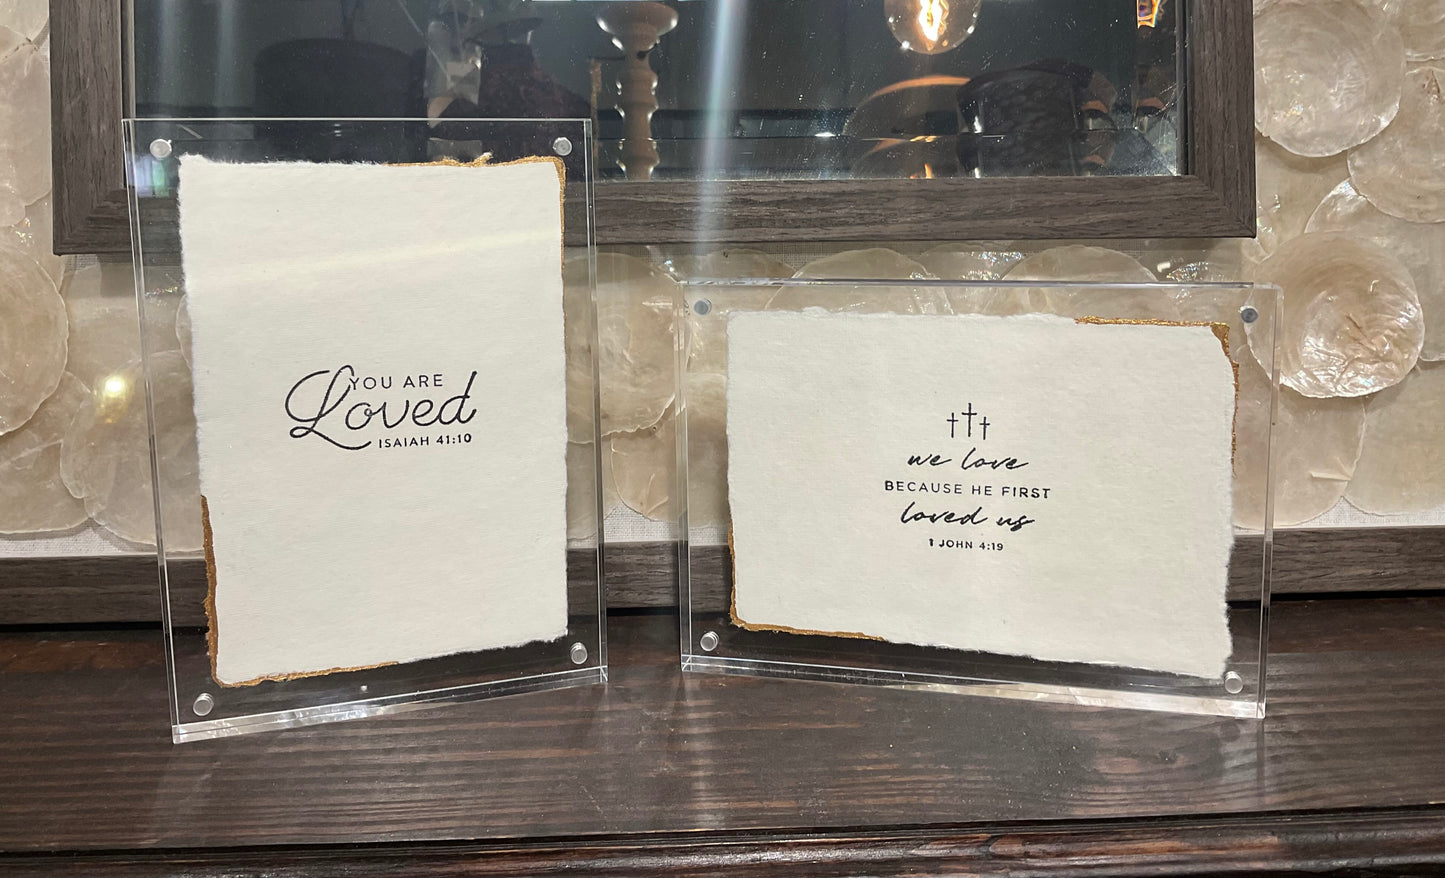 YOU ARE
Loved
ISAIAH 41:10
we love
BECAUSE HE FIRST
loved us
1 JOHN 4:19